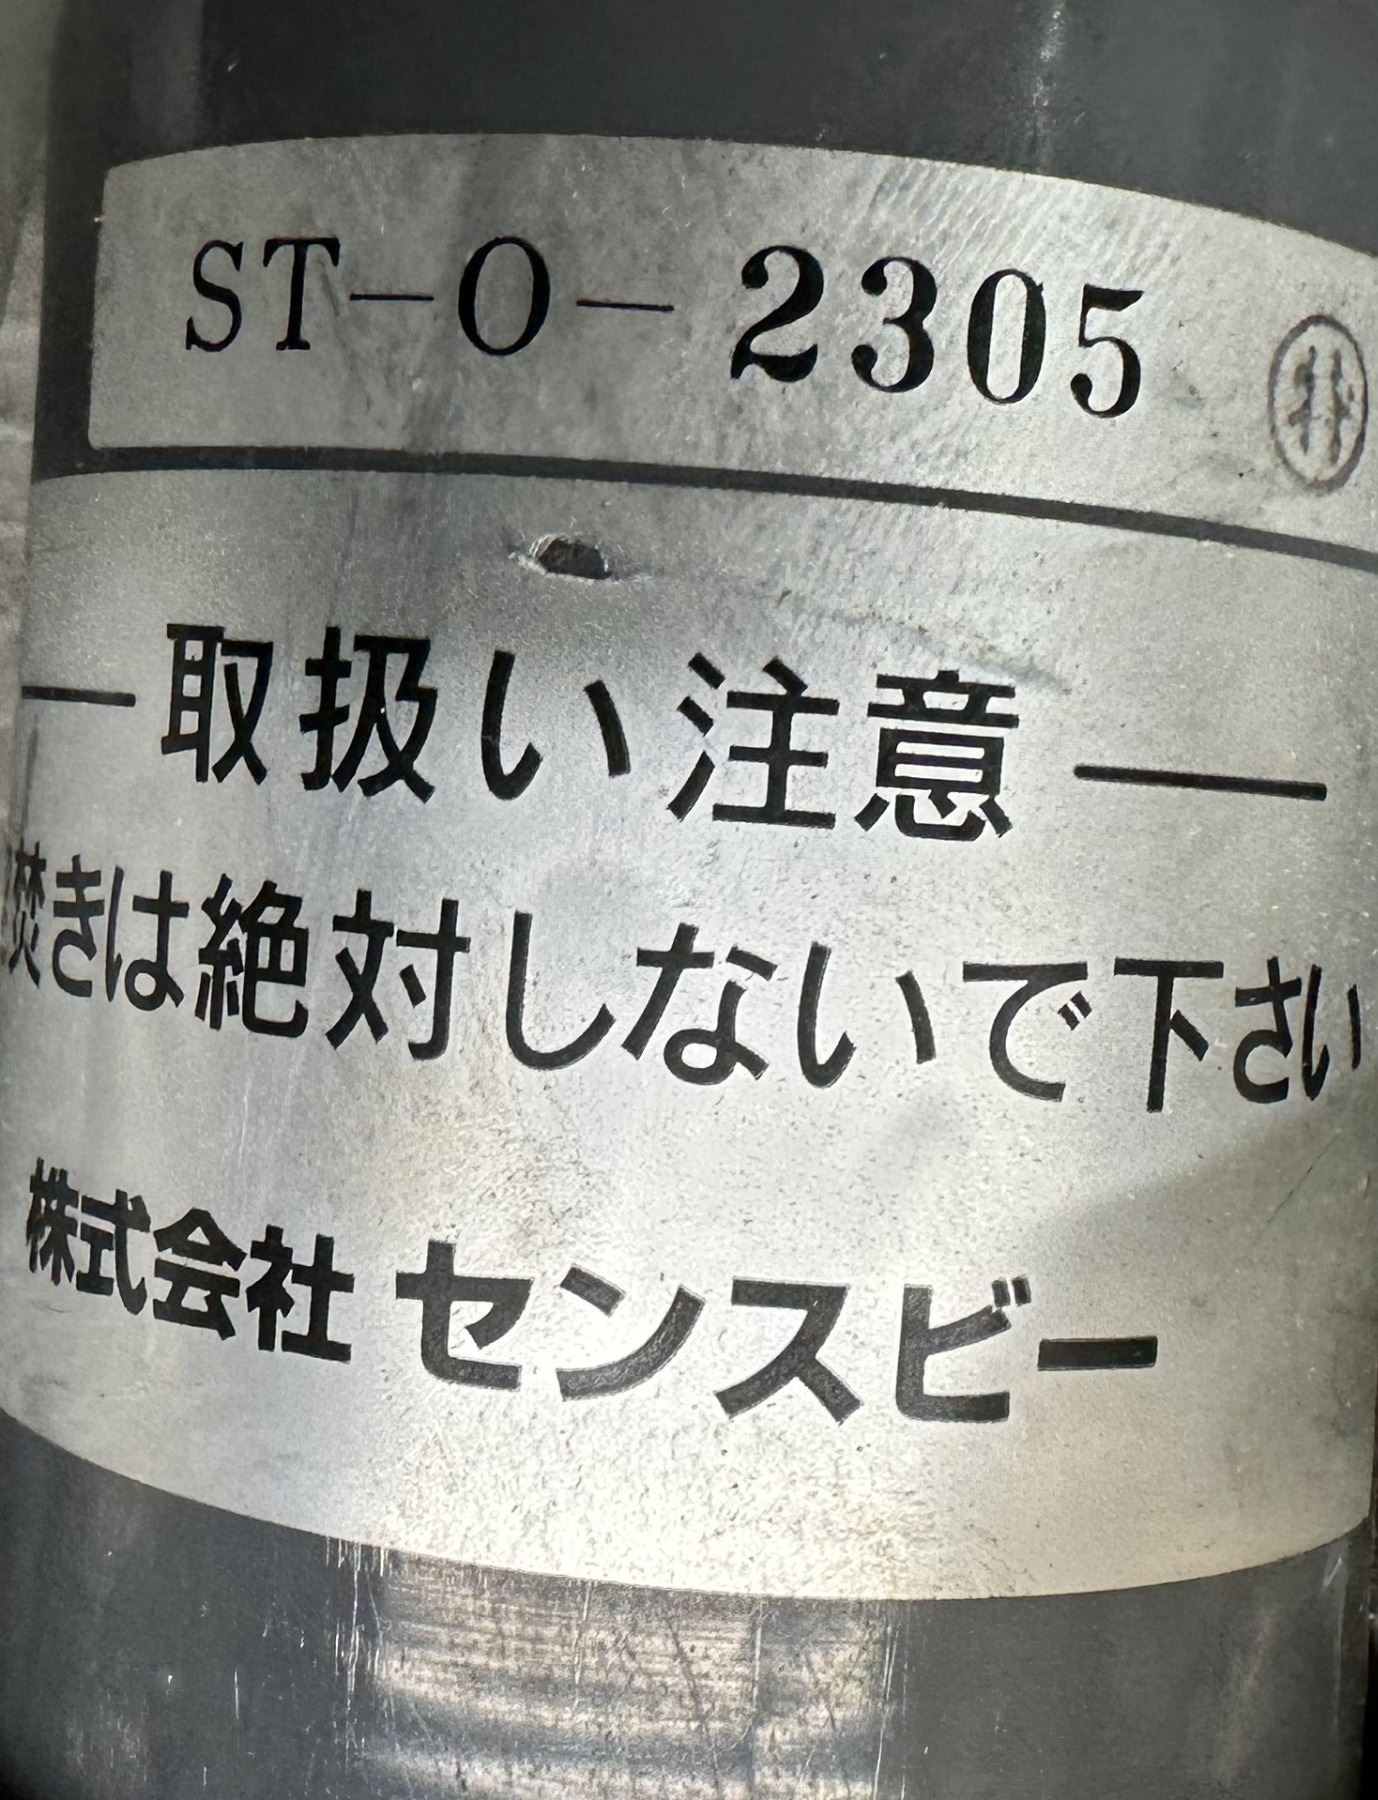 ST-O-2305
取扱い注意
焚きは絶対しないで下さい
株式会社 センスビー